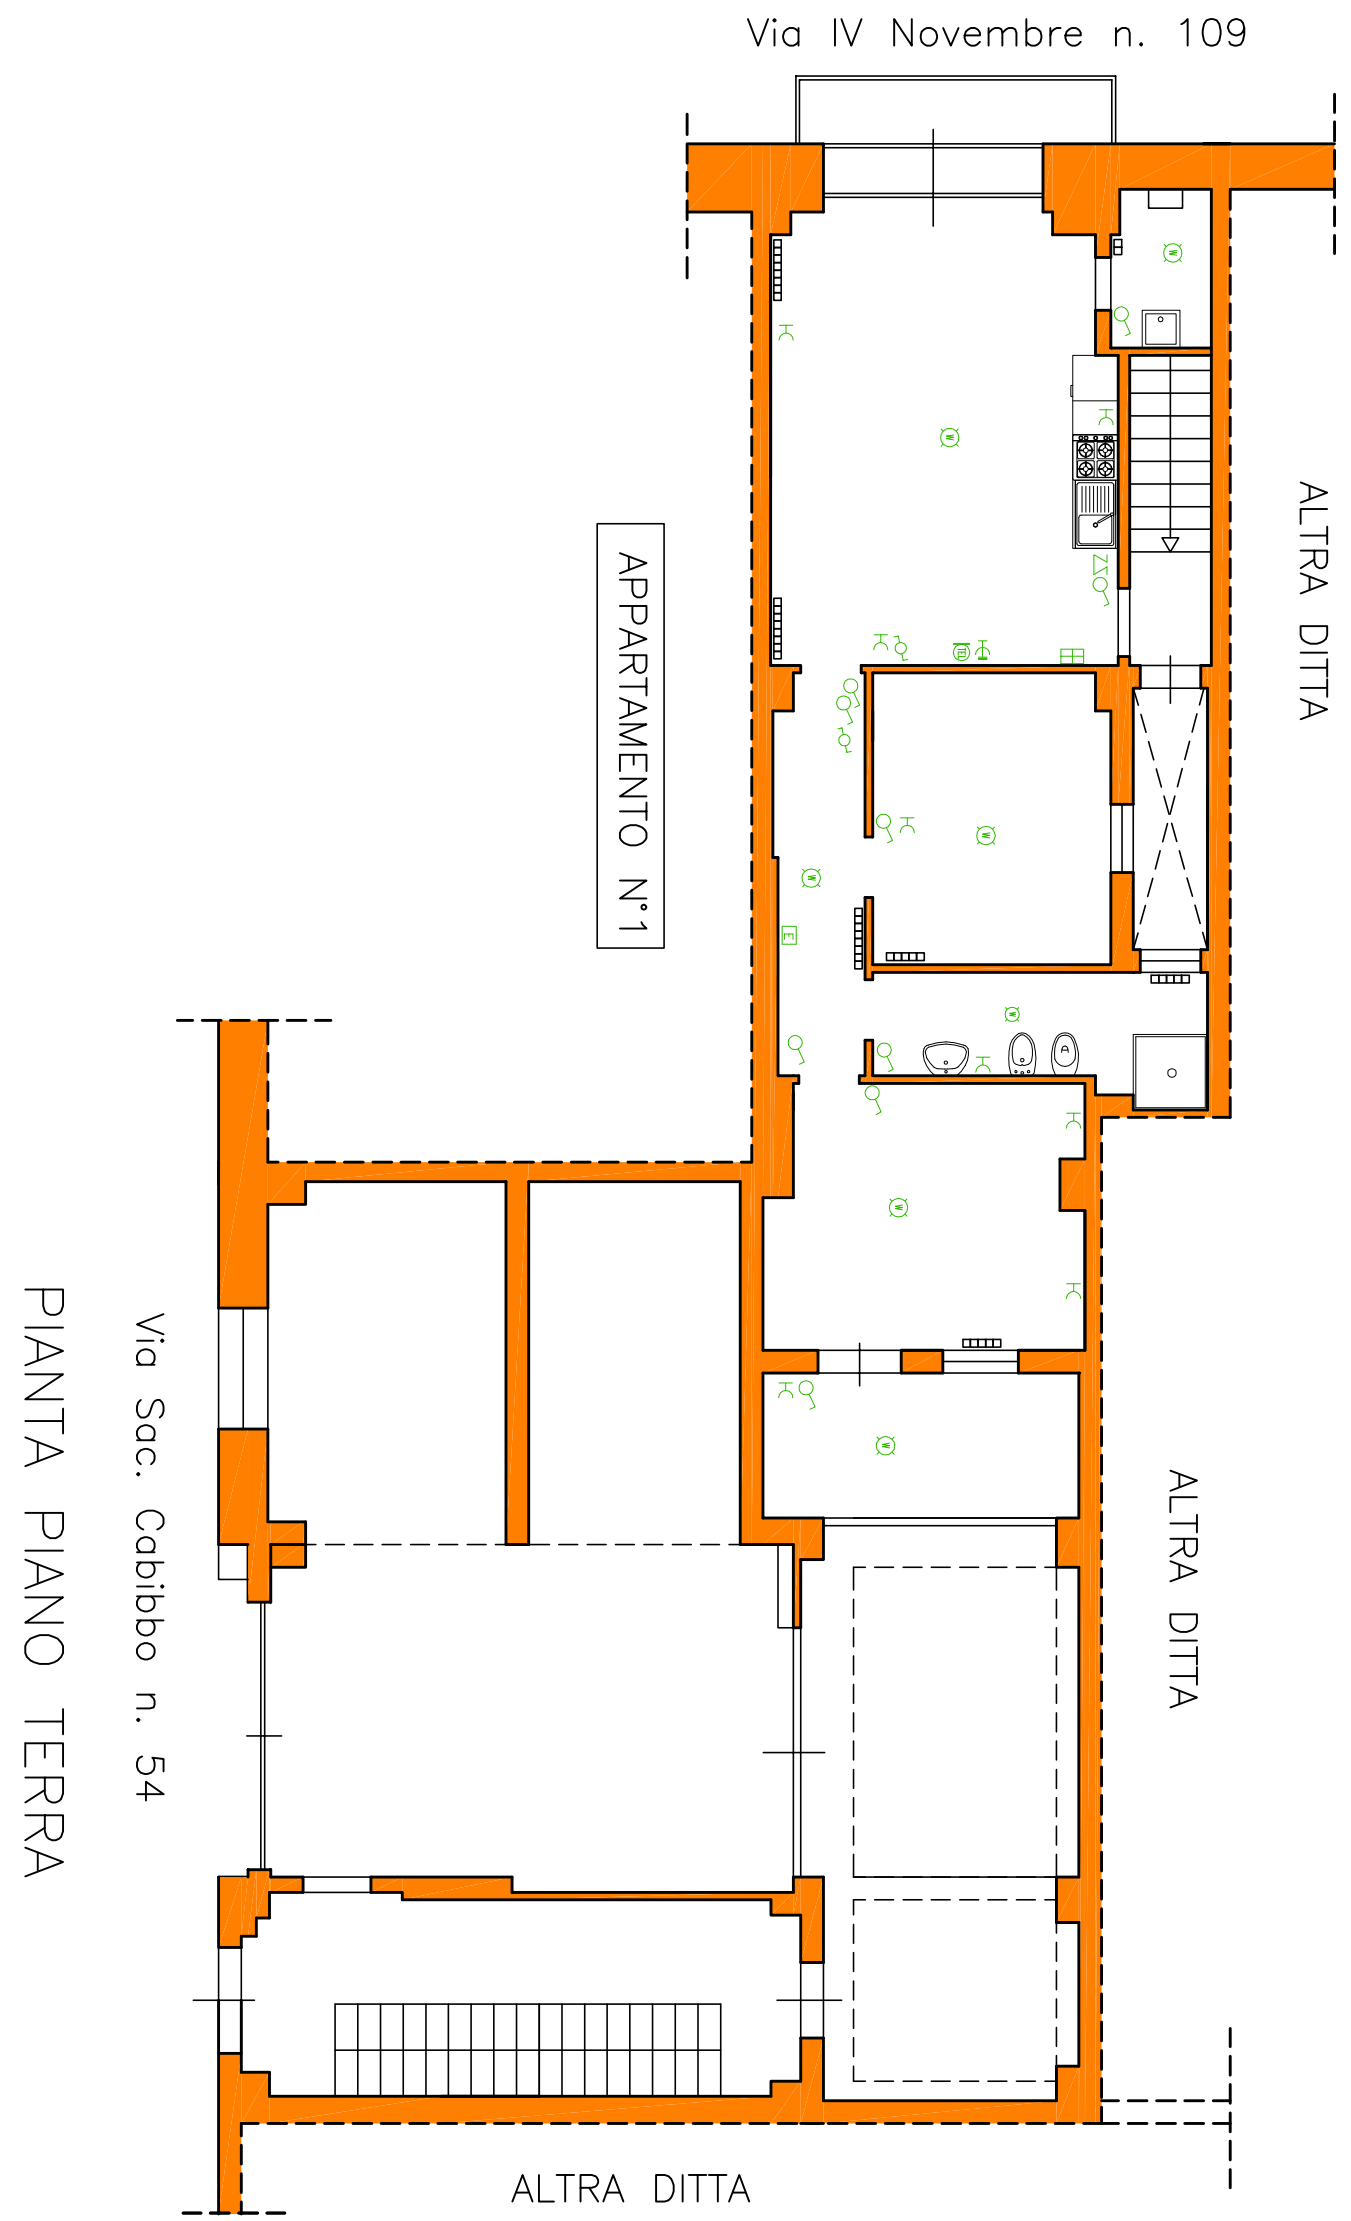 Via IV Novembre n. 109
ALTRA DITTA
APPARTAMENTO N°1
ALTRA DITTA
Via Sac. Cabibbo n. 54
PIANTA PIANO TERRA
ALTRA DITTA
TEL
E